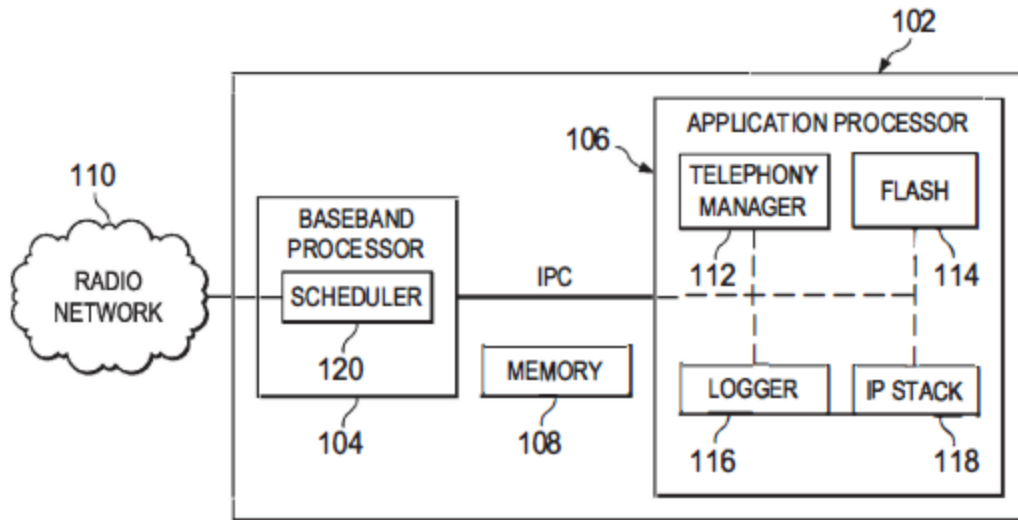 102
APPLICATION PROCESSOR
106
TELEPHONY
MANAGER
FLASH
110
BASEBAND
PROCESSOR
112
114
RADIO
NETWORK
SCHEDULER
IPC
120
MEMORY
LOGGER
IP STACK
104
108
116
118